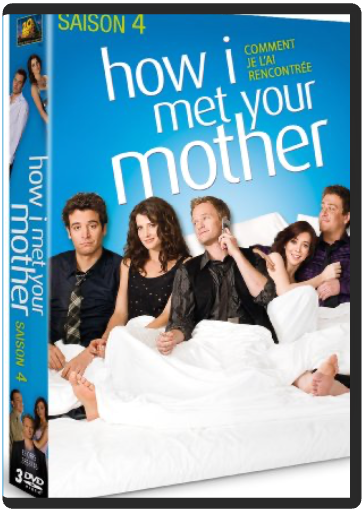 SAISON 4
how i
met your
mother
COMMENT
JE L'AI
RENCONTRÉE
how i met your
mother
SAISON 4
3 DVD